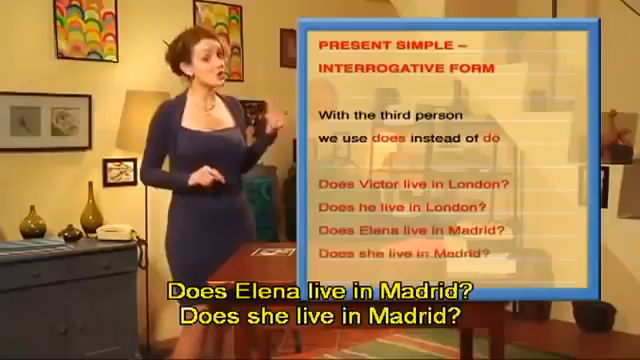 PRESENT SIMPLE –
INTERROGATIVE FORM
With the third person
we use does instead of do
Does Victor live in London?
Does he live in London?
Does Elena live in Madrid?
Does she live in Madrid?
Does Elena live in Madrid?
Does she live in Madrid?